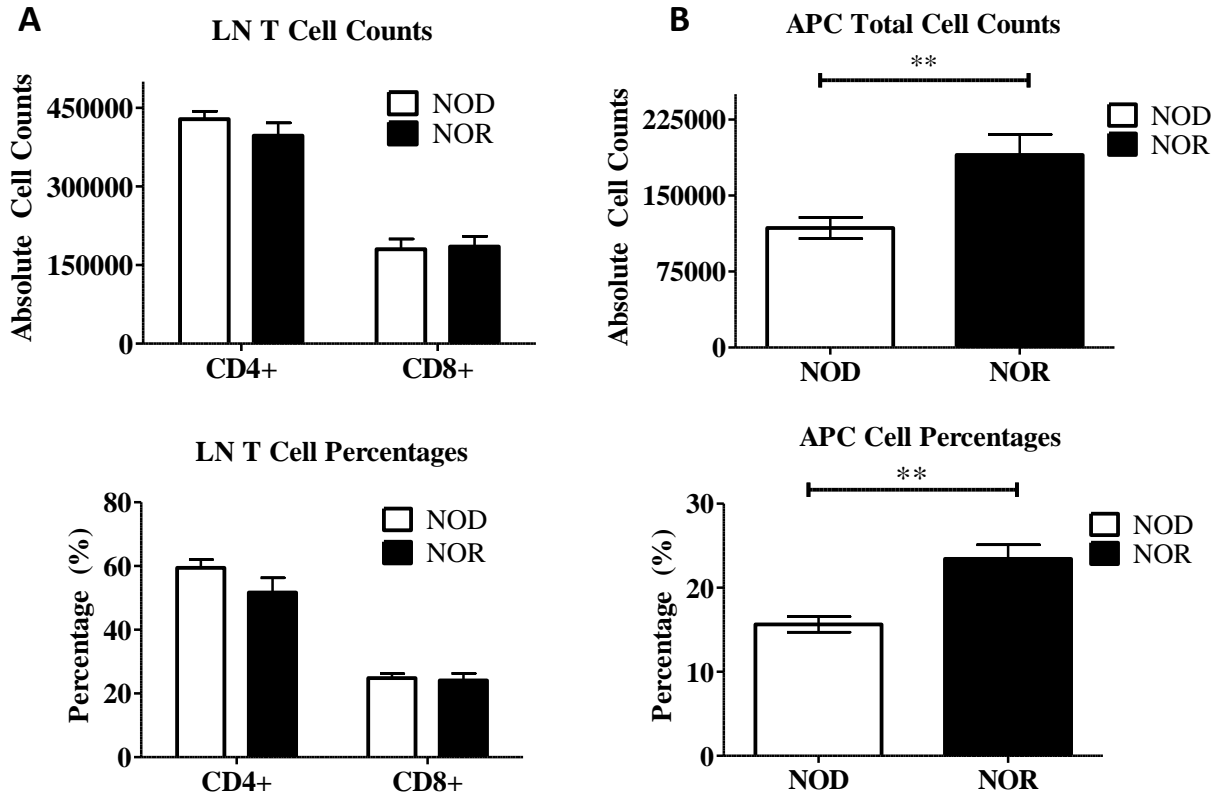 A
LN T Cell Counts
Absolute Cell Counts
450000
300000
150000
0
NOD
NOR
CD4+
CD8+
B
APC Total Cell Counts
**
Absolute Cell Counts
225000
150000
75000
0
NOD
NOR
NOD
NOR
LN T Cell Percentages
Percentage (%)
80
60
40
20
0
NOD
NOR
CD4+
CD8+
APC Cell Percentages
**
Percentage (%)
30
20
10
0
NOD
NOR
NOD
NOR